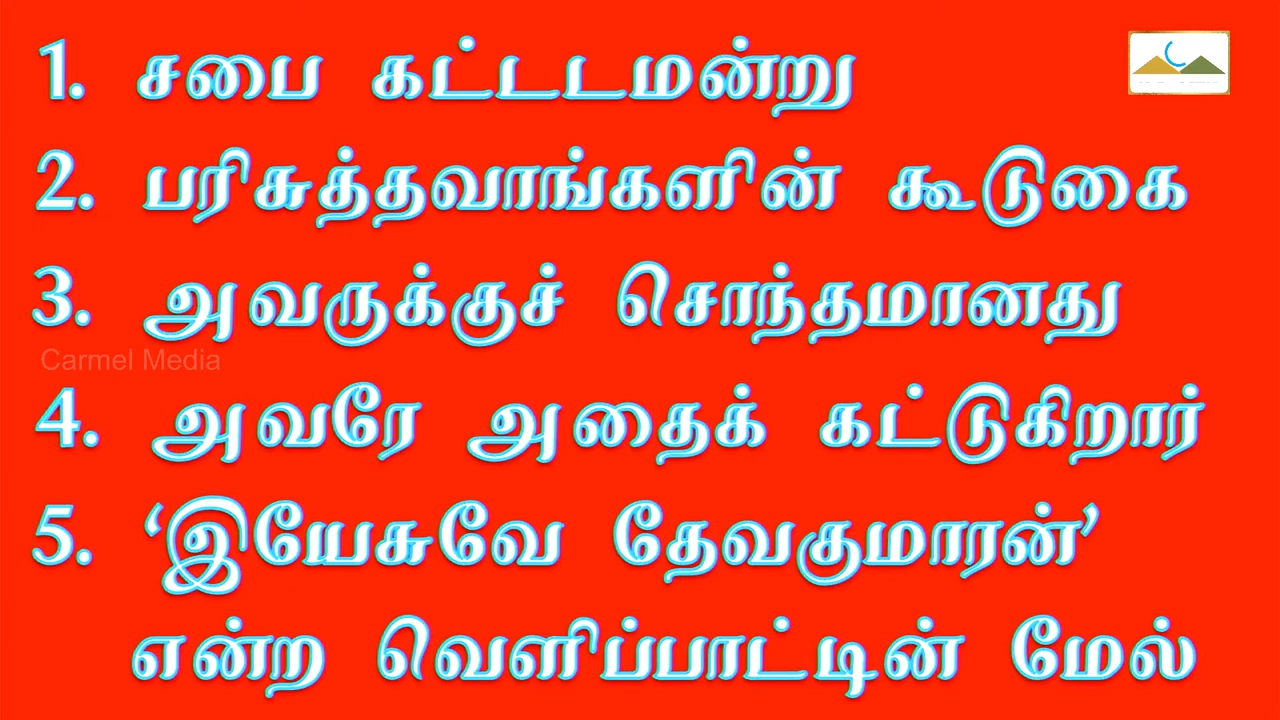 1. சபை கட்டடமன்று
2. பரிசுத்தவாங்களின் கூடுகை
3. அவருக்குச் சொந்தமானது
Carmel Media
4. அவரே அதைக் கட்டுகிறார்
5. ‘இயேசுவே தேவகுமாரன்’
என்ற வெளிப்பாட்டின் மேல்